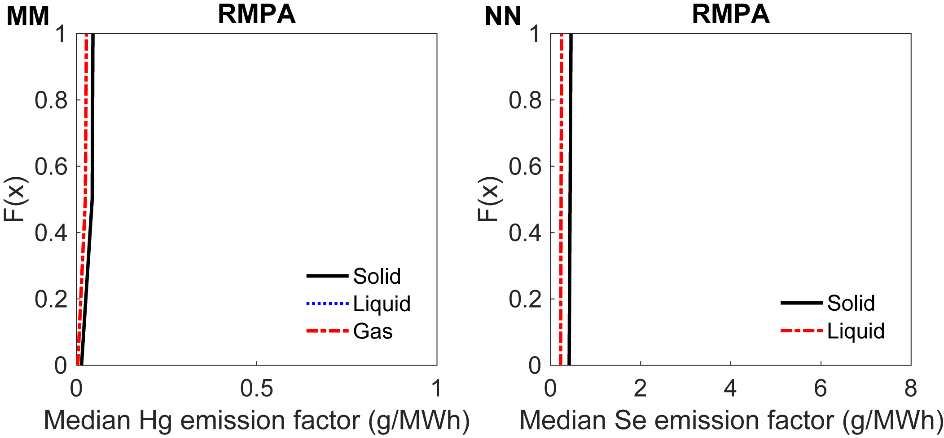 MM RMPA
1
0.8
0.6
0.4
0.2
0
F(x)
Solid
Liquid
Gas
0 0.5 1
Median Hg emission factor (g/MWh)
NN RMPA
1
0.8
0.6
0.4
0.2
0
F(x)
Solid
Liquid
0 2 4 6 8
Median Se emission factor (g/MWh)